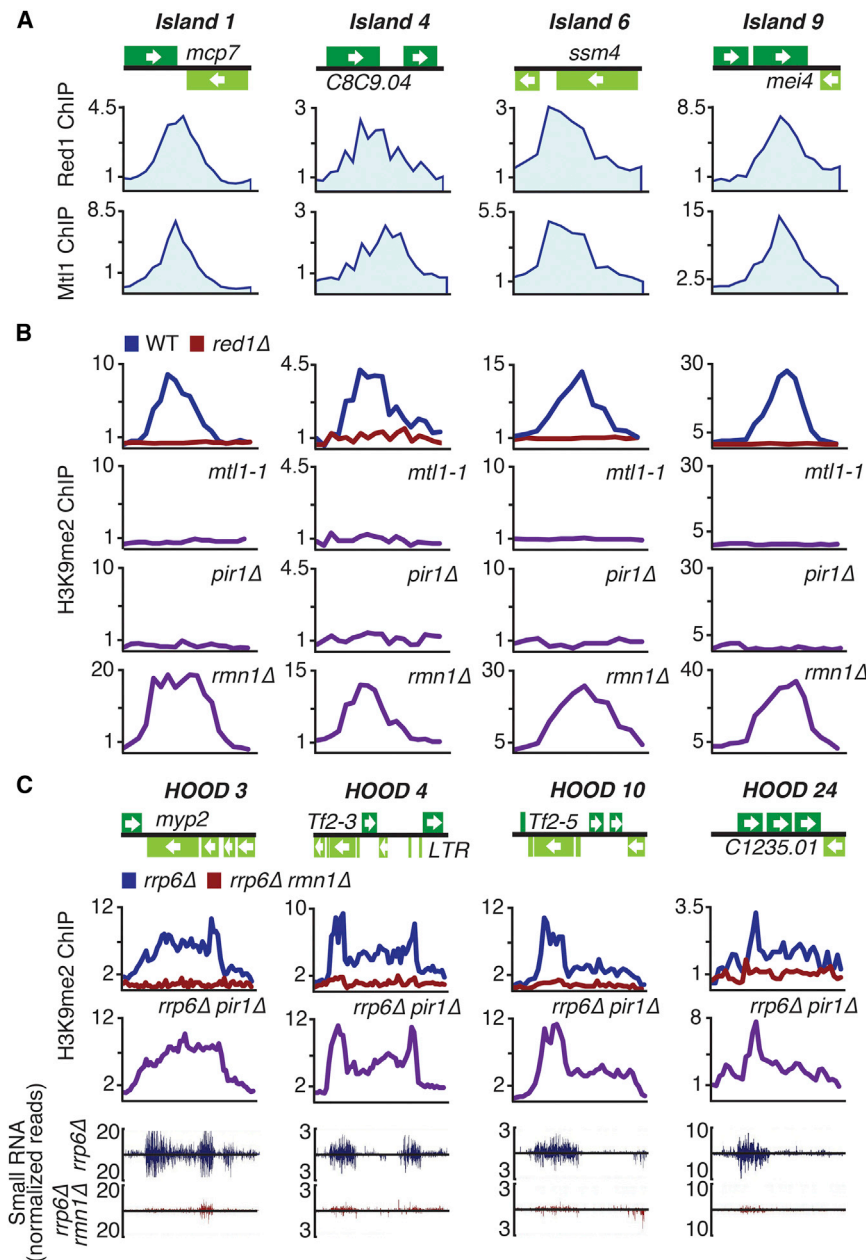 A
Island 1
Island 4
Island 6
Island 9
mcp7
C8C9.04
ssm4
mei4
Red1 ChIP
4.5
1
3
1
3
1
8.5
1
Mtl1 ChIP
8.5
1
3
1
5.5
1
15
2.5
B
WT
red1Δ
H3K9me2 ChIP
10
1
4.5
1
15
1
30
5
10
1
mtl1-1
4.5
1
mtl1-1
10
1
mtl1-1
30
5
mtl1-1
10
1
pir1Δ
4.5
1
pir1Δ
10
1
pir1Δ
30
5
pir1Δ
20
1
rmn1Δ
15
1
rmn1Δ
30
5
rmn1Δ
40
5
rmn1Δ
C
HOOD 3
HOOD 4
HOOD 10
HOOD 24
myp2
Tf2-3
LTR
Tf2-5
C1235.01
rrp6Δ
rrp6Δ rmn1Δ
H3K9me2 ChIP
12
2
10
2
12
2
3.5
1
12
2
rrp6Δ pir1Δ
12
2
rrp6Δ pir1Δ
12
2
rrp6Δ pir1Δ
8
1
rrp6Δ pir1Δ
Small RNA
(normalized reads)
rrp6Δ
20
20
3
3
3
3
10
10
rrp6Δ
rmn1Δ
20
3
3
10